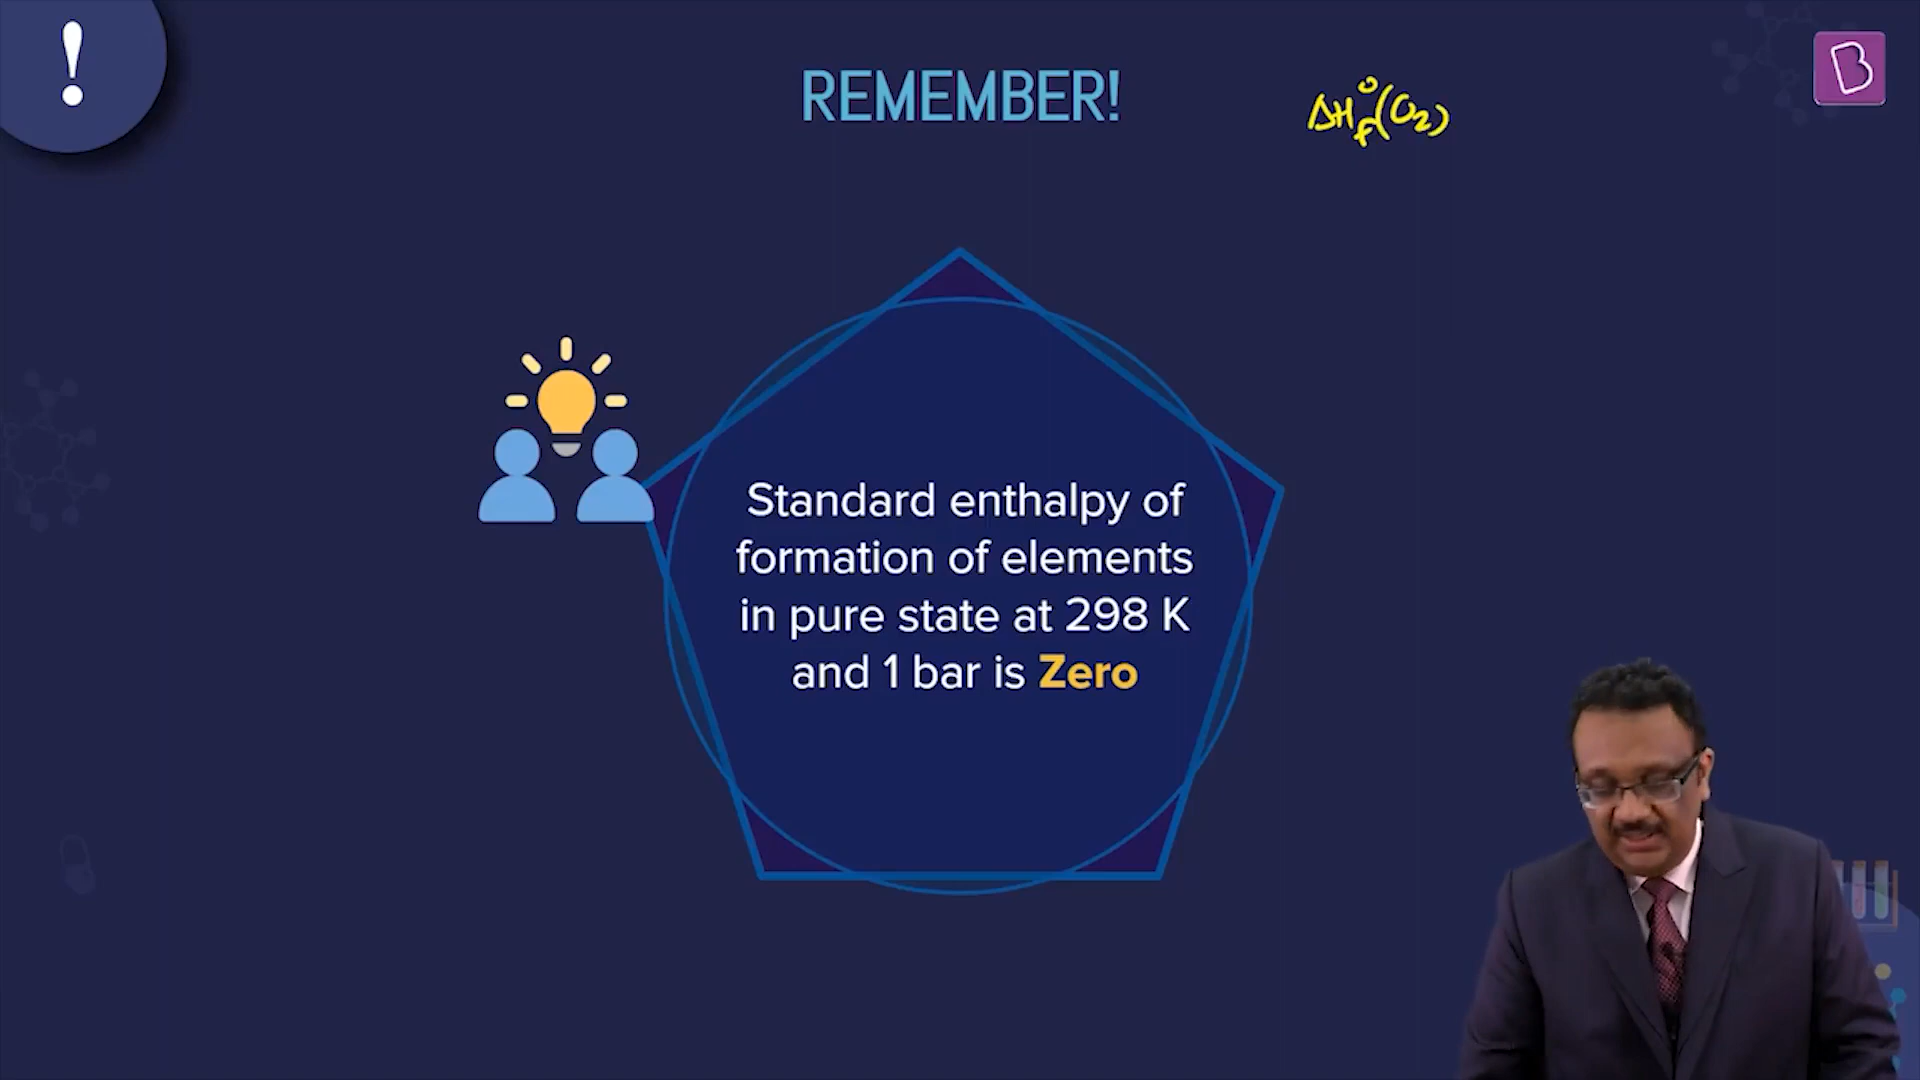 !
REMEMBER!
ΔH°f(O2)
B
Standard enthalpy of
formation of elements
in pure state at 298 K
and 1 bar is Zero